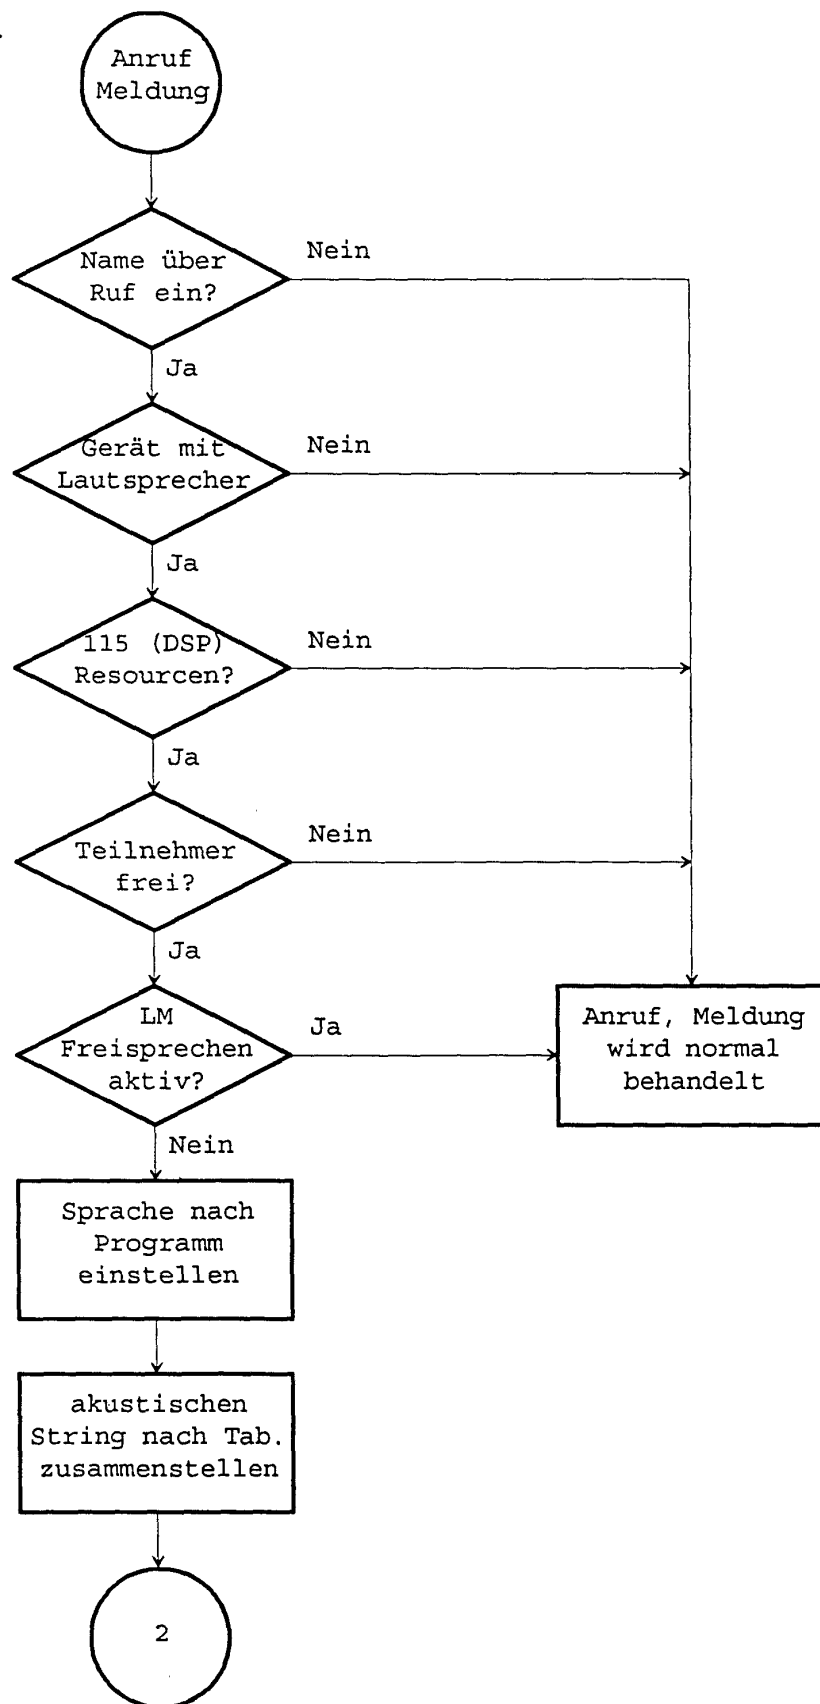 Anruf
Meldung
Name über
Ruf ein?
Nein
Ja
Gerät mit
Lautsprecher
Nein
Ja
115 (DSP)
Resourcen?
Nein
Ja
Teilnehmer
frei?
Nein
Ja
LM
Freisprechen
aktiv?
Ja
Anruf, Meldung
wird normal
behandelt
Nein
Sprache nach
Programm
einstellen
akustischen
String nach Tab.
zusammenstellen
2